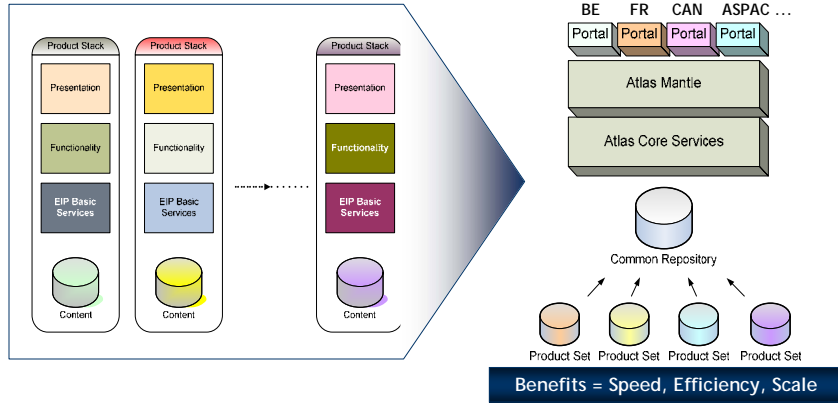 Product Stack
Presentation
Functionality
EIP Basic
Services
Content
Product Stack
Presentation
Functionality
EIP Basic
Services
Content
Product Stack
Presentation
Functionality
EIP Basic
Services
Content
BE FR CAN ASPAC ...
Portal Portal Portal Portal
Atlas Mantle
Atlas Core Services
Common Repository
Product Set Product Set Product Set Product Set
Benefits = Speed, Efficiency, Scale